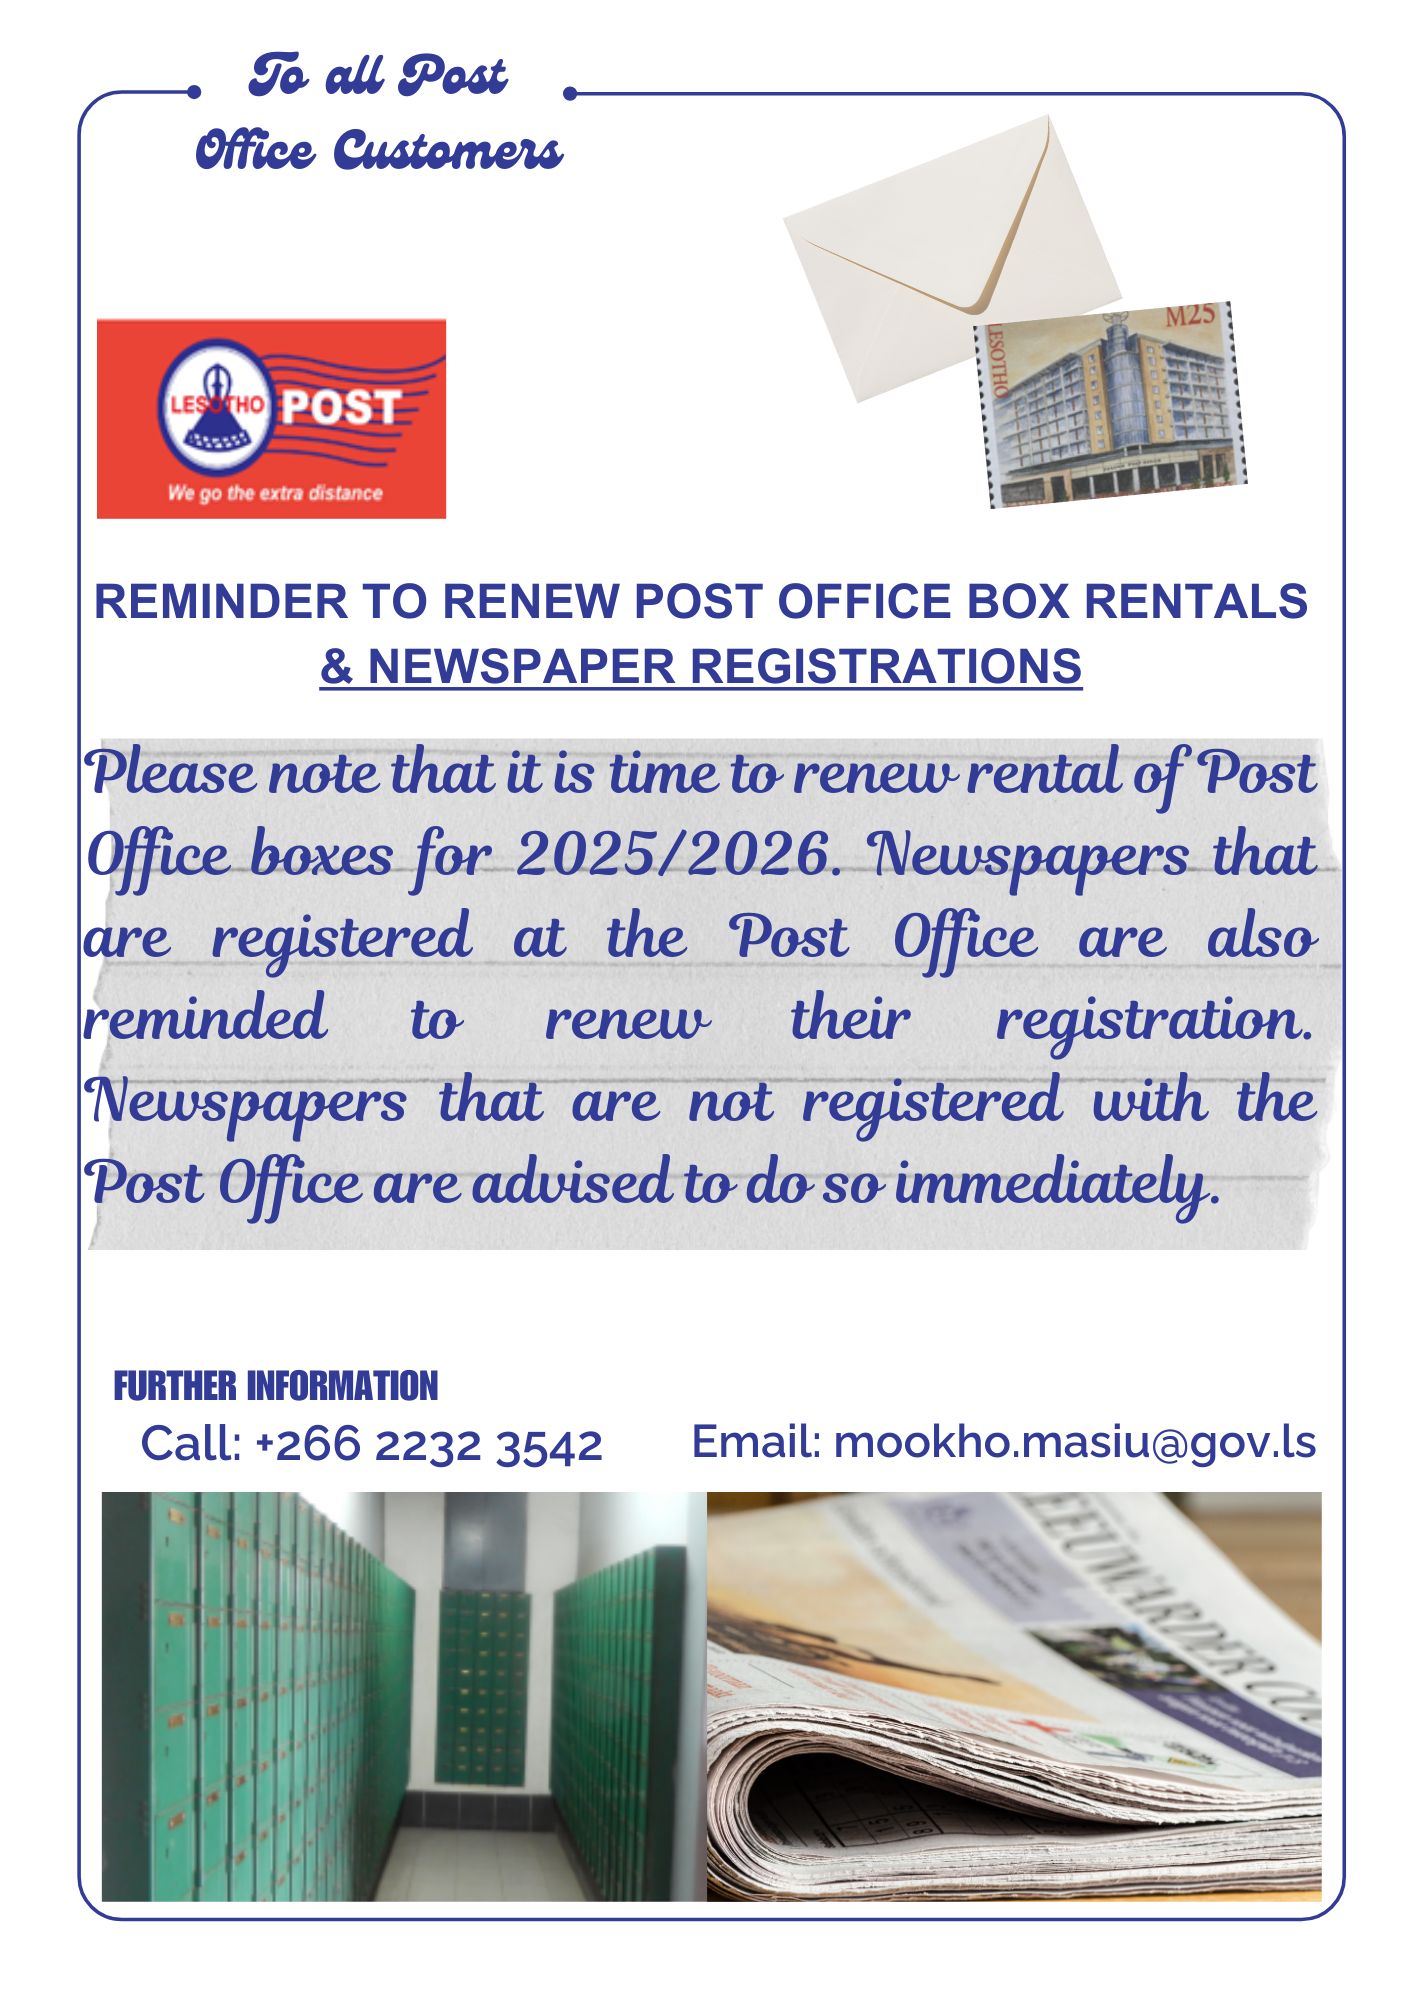 To all Post
Office Customers
M25
LESOTHO
LESOTHO POST
We go the extra distance
REMINDER TO RENEW POST OFFICE BOX RENTALS
& NEWSPAPER REGISTRATIONS
Please note that it is time to renew rental of Post
Office boxes for 2025/2026. Newspapers that
are registered at the Post Office are also
reminded to renew their registration.
Newspapers that are not registered with the
Post Office are advised to do so immediately.
FURTHER INFORMATION
Call: +266 2232 3542
Email: mookho.masiu@gov.ls